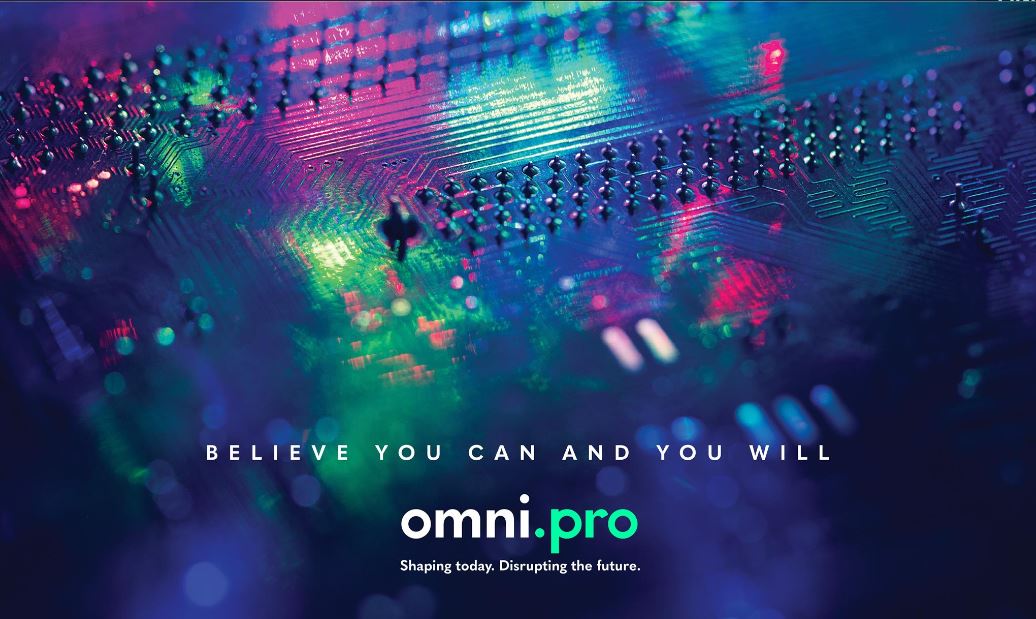 BELIEVE YOU CAN AND YOU WILL
omni.pro
Shaping today. Disrupting the future.